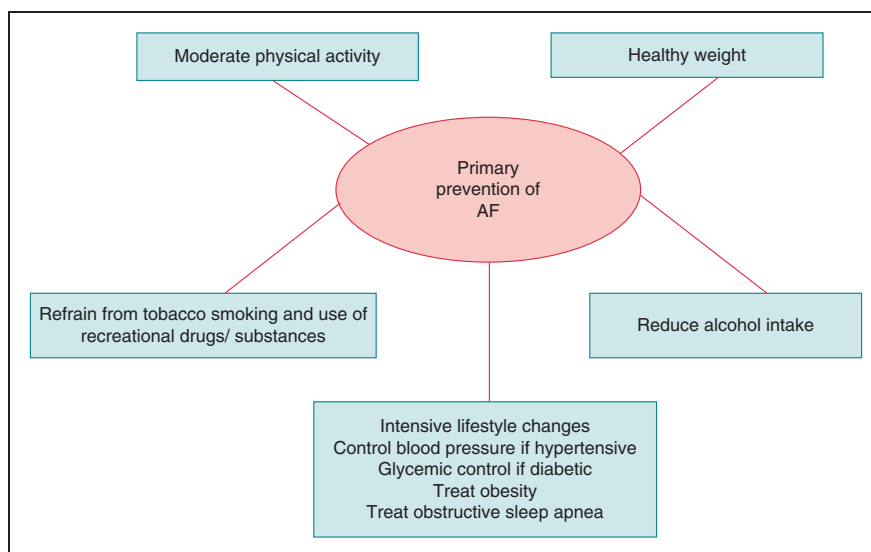 Moderate physical activity
Healthy weight
Primary
prevention of
AF
Refrain from tobacco smoking and use of
recreational drugs/ substances
Reduce alcohol intake
Intensive lifestyle changes
Control blood pressure if hypertensive
Glycemic control if diabetic
Treat obesity
Treat obstructive sleep apnea